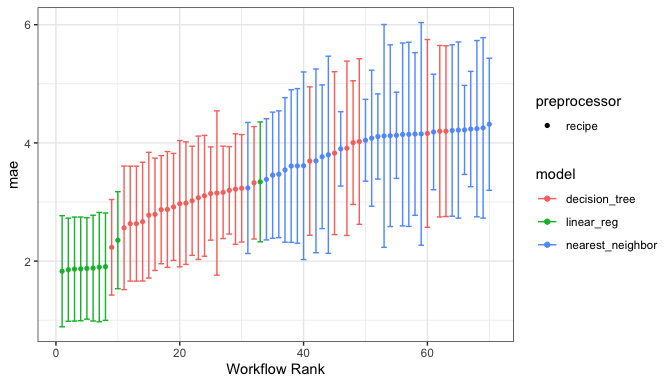 6
4
2
mae
0
20
40
60
Workflow Rank
preprocessor
recipe
model
decision_tree
linear_reg
nearest_neighbor